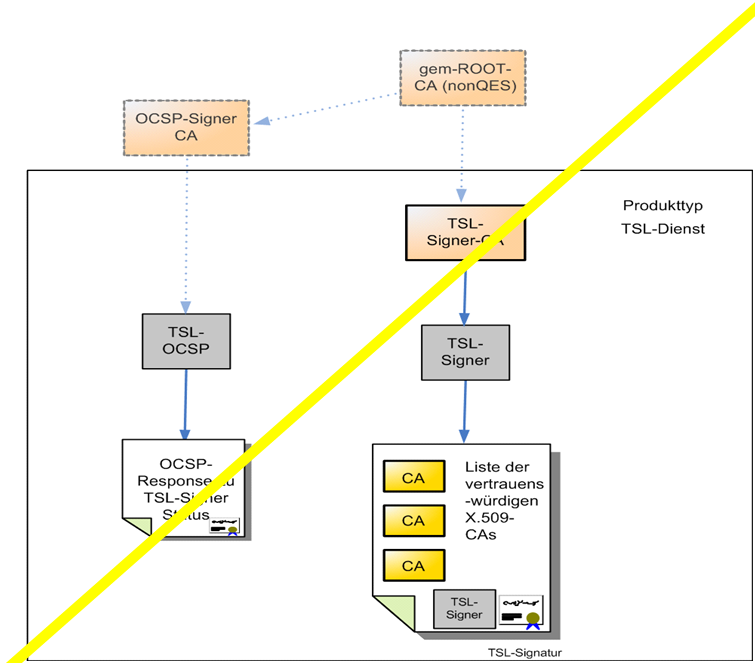 gem-ROOT-
CA (nonQES)
OCSP-Signer
CA
Produkttyp
TSL-Dienst
TSL-
Signer-CA
TSL-
OCSP
TSL-
Signer
OCSP-
Response zu
TSL-Signer
Status
CA
CA
CA
Liste der
vertrauens
-würdigen
X.509-
CAs
TSL-
Signer
TSL-Signatur